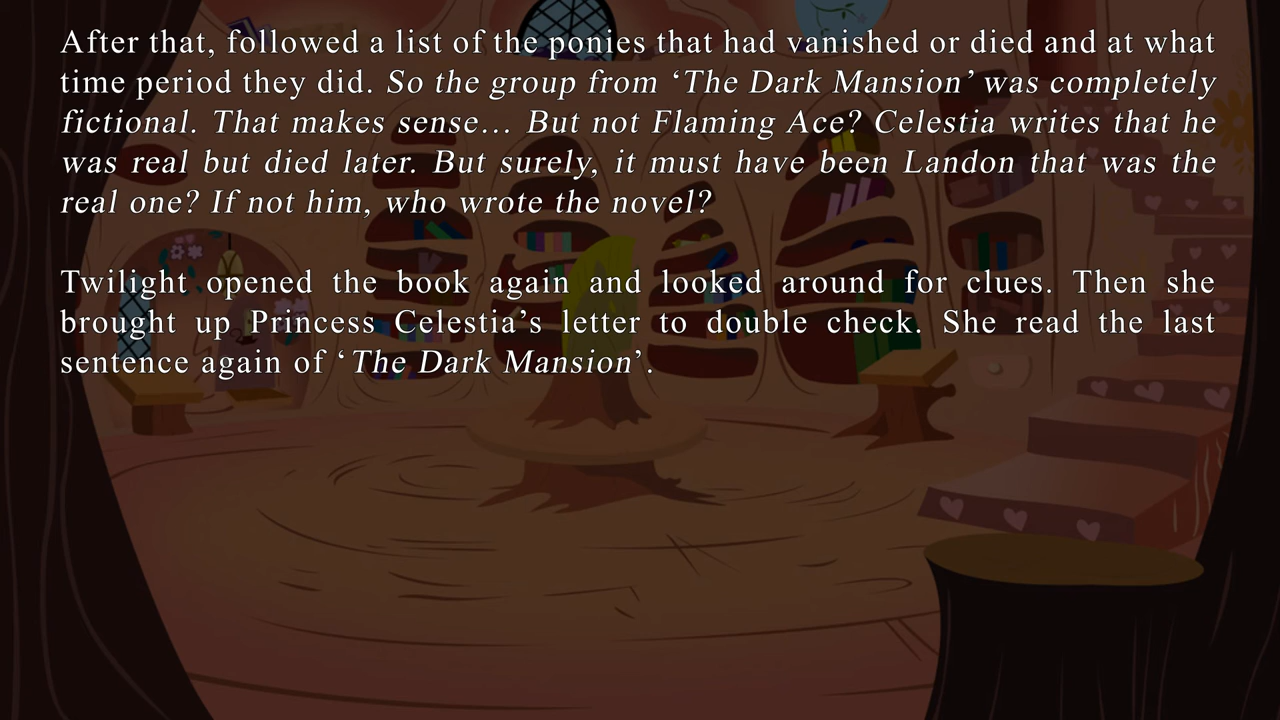 After that, followed a list of the ponies that had vanished or died and at what
time period they did. So the group from ‘The Dark Mansion’ was completely
fictional. That makes sense… But not Flaming Ace? Celestia writes that he
was real but died later. But surely, it must have been Landon that was the
real one? If not him, who wrote the novel?
Twilight opened the book again and looked around for clues. Then she
brought up Princess Celestia’s letter to double check. She read the last
sentence again of ‘The Dark Mansion’.